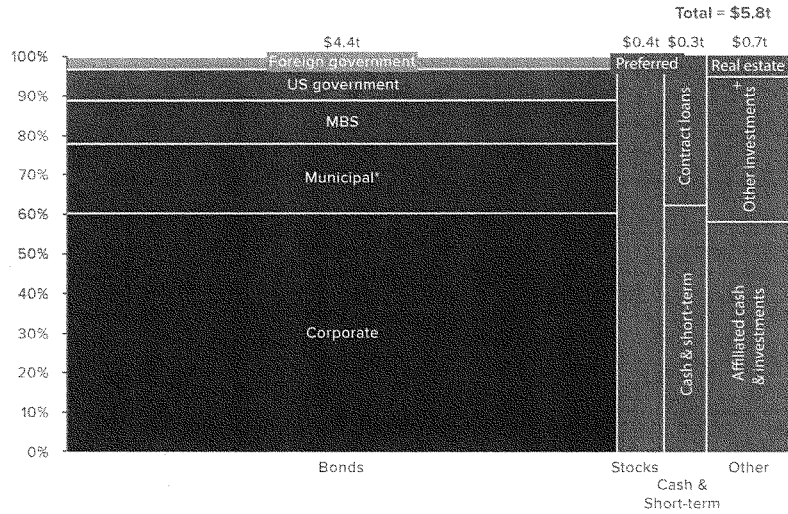 Total = $5.8t
$4.4t
$0.4t
$0.3t
$0.7t
100%
90%
80%
70%
60%
50%
40%
30%
20%
10%
0%
Foreign government
US government
MBS
Municipal*
Corporate
Preferred
Contract loans
Cash & short-term
Real estate
+
Other investments
Affiliated cash
& investments
Bonds
Stocks
Cash &
Short-term
Other